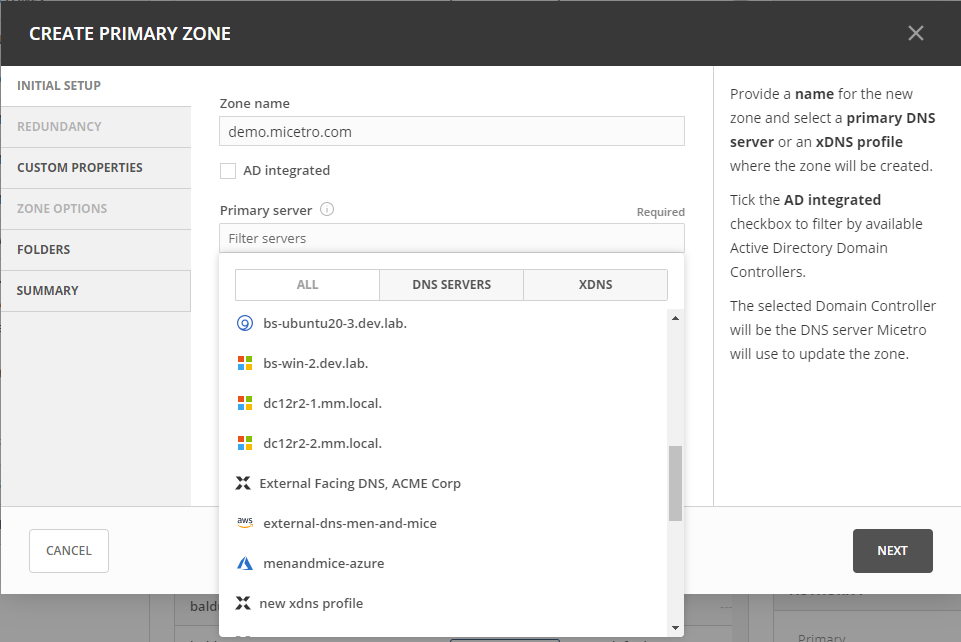 CREATE PRIMARY ZONE
INITIAL SETUP
REDUNDANCY
CUSTOM PROPERTIES
ZONE OPTIONS
FOLDERS
SUMMARY
Zone name
demo.micetro.com
AD integrated
Primary server
Required
Filter servers
ALL
DNS SERVERS
XDNS
bs-ubuntu20-3.dev.lab.
bs-win-2.dev.lab.
dc12r2-1.mm.local.
dc12r2-2.mm.local.
External Facing DNS, ACME Corp
aws
external-dns-men-and-mice
menandmice-azure
new xdns profile
Provide a name for the new
zone and select a primary DNS
server or an xDNS profile
where the zone will be created.
Tick the AD integrated
checkbox to filter by available
Active Directory Domain
Controllers.
The selected Domain Controller
will be the DNS server Micetro
will use to update the zone.
CANCEL
NEXT
Primary